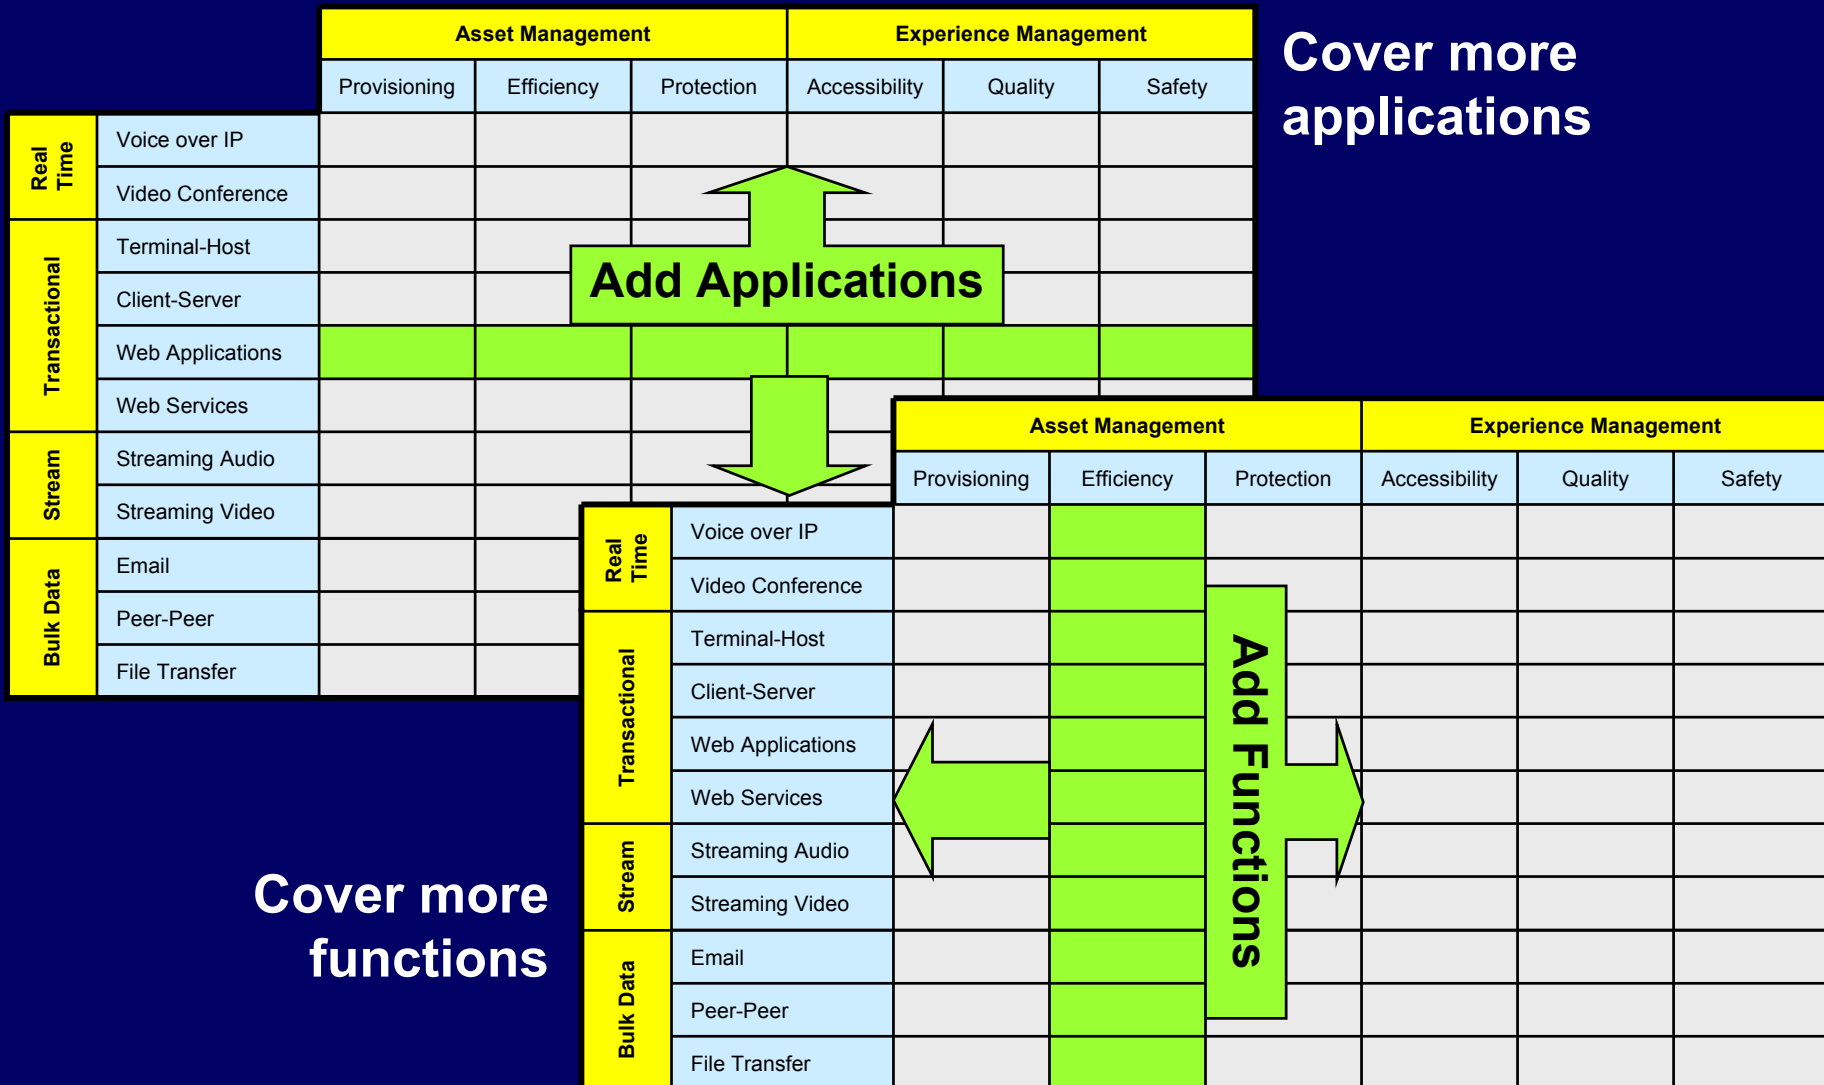 Asset Management
Experience Management
Provisioning
Efficiency
Protection
Accessibility
Quality
Safety
Cover more
applications
Real
Time
Voice over IP
Video Conference
Transactional
Terminal-Host
Client-Server
Web Applications
Web Services
Stream
Streaming Audio
Streaming Video
Bulk Data
Email
Peer-Peer
File Transfer
Add Applications
Asset Management
Experience Management
Provisioning
Efficiency
Protection
Accessibility
Quality
Safety
Real
Time
Voice over IP
Video Conference
Transactional
Terminal-Host
Client-Server
Web Applications
Web Services
Stream
Streaming Audio
Streaming Video
Bulk Data
Email
Peer-Peer
File Transfer
Add Functions
Cover more
functions